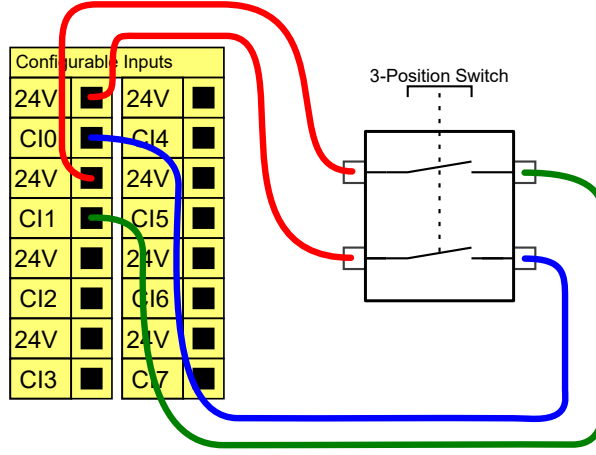 Configurable Inputs
24V 24V
CI0 CI4
24V 24V
CI1 CI5
24V 24V
CI2 CI6
24V 24V
CI3 CI7
3-Position Switch